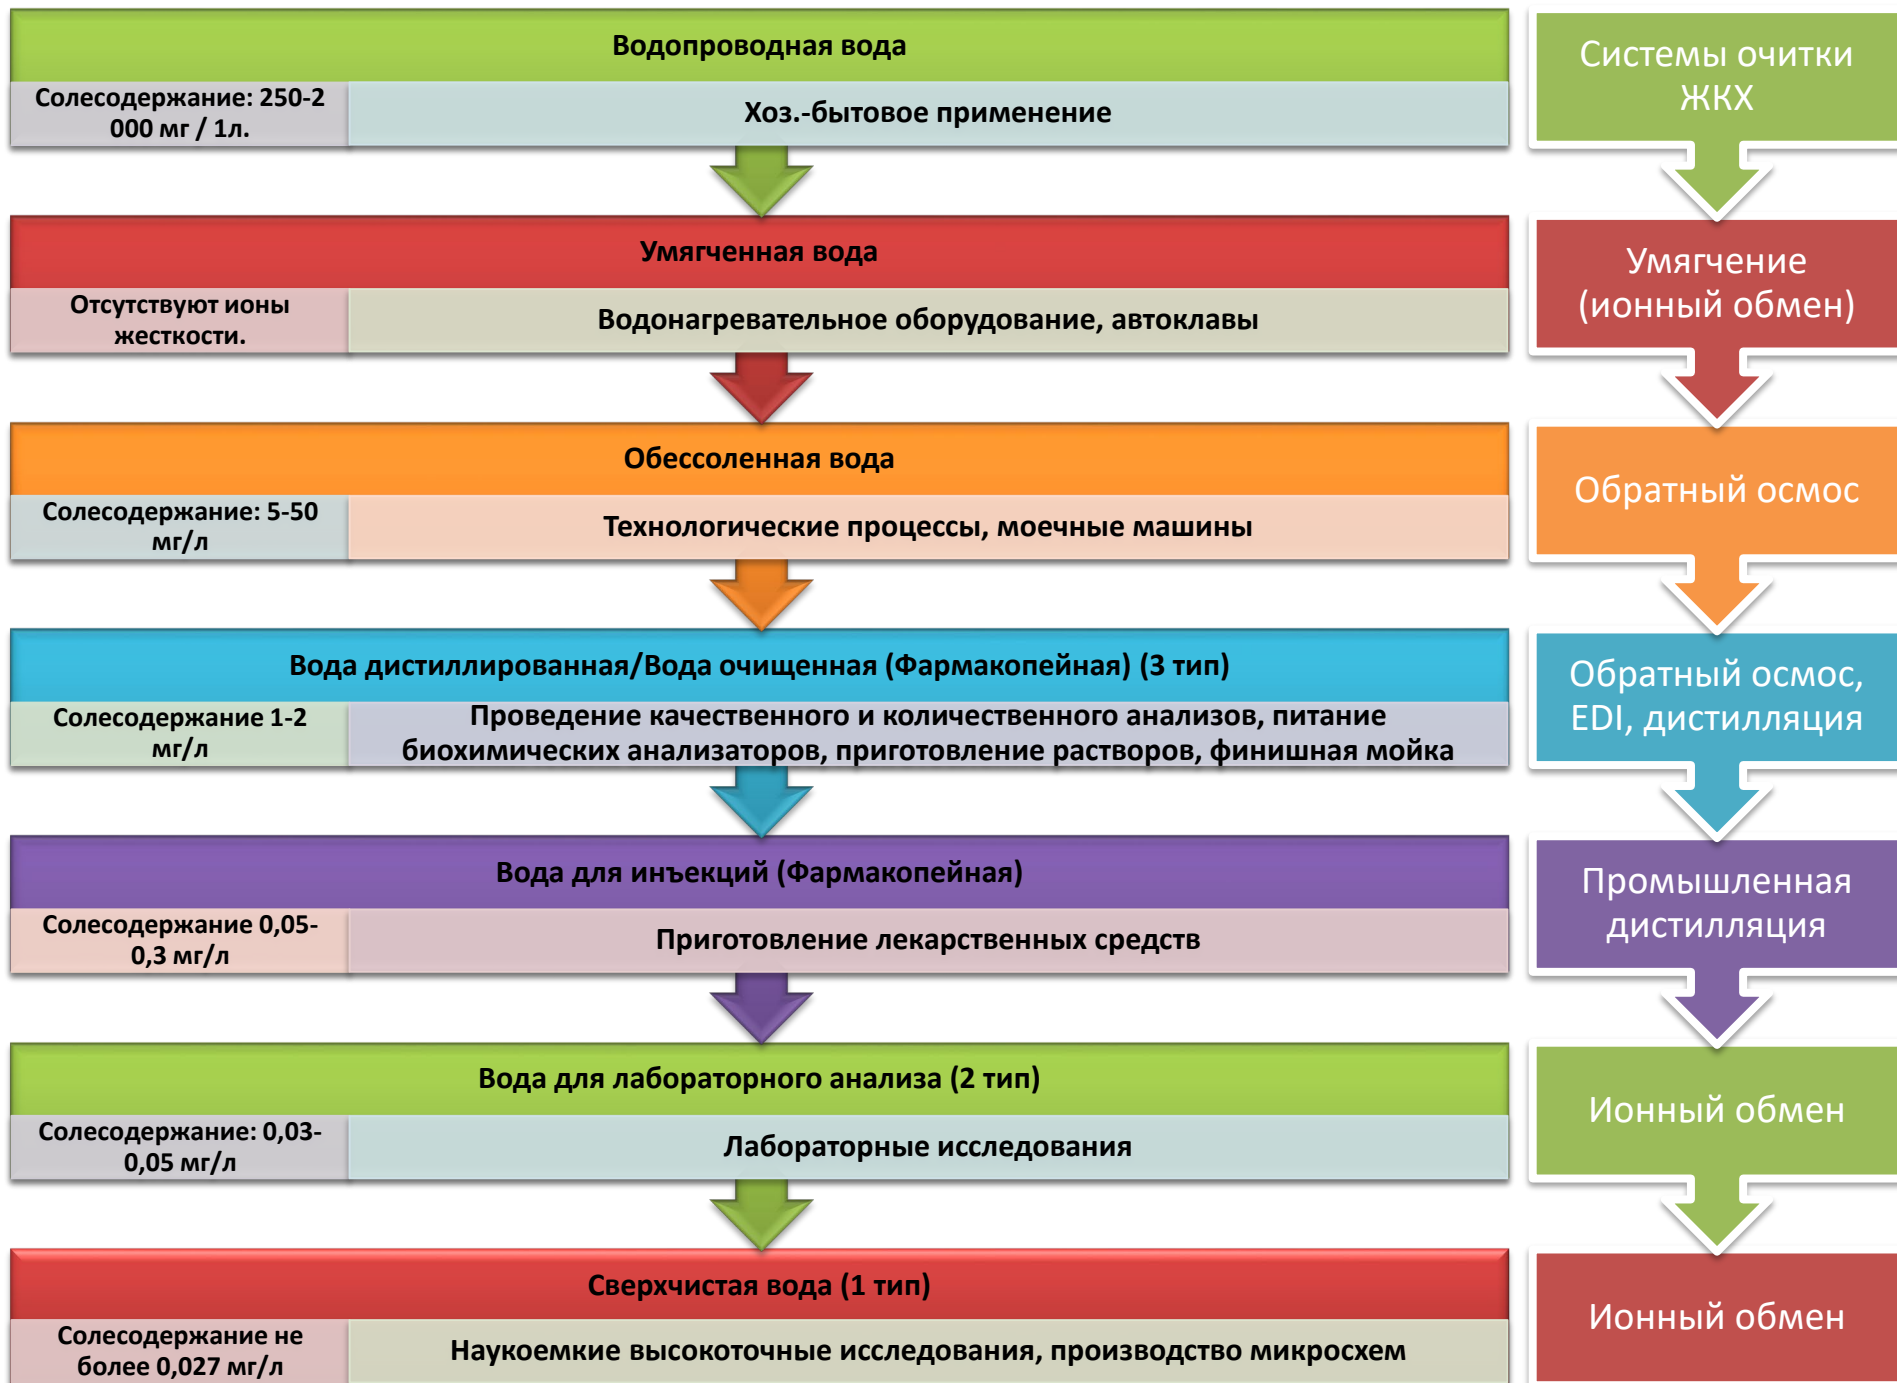 Водопроводная вода
Солесодержание: 250-2
000 мг / 1л.
Хоз.-бытовое применение
Системы очитки
ЖКХ
Умягченная вода
Отсутствуют ионы
жесткости.
Водонагревательное оборудование, автоклавы
Умягчение
(ионный обмен)
Обессоленная вода
Солесодержание: 5-50
мг/л
Технологические процессы, моечные машины
Обратный осмос
Вода дистиллированная/Вода очищенная (Фармакопейная) (3 тип)
Солесодержание 1-2
мг/л
Проведение качественного и количественного анализов, питание
биохимических анализаторов, приготовление растворов, финишная мойка
Обратный осмос,
EDI, дистилляция
Вода для инъекций (Фармакопейная)
Солесодержание 0,05-
0,3 мг/л
Приготовление лекарственных средств
Промышленная
дистилляция
Вода для лабораторного анализа (2 тип)
Солесодержание: 0,03-
0,05 мг/л
Лабораторные исследования
Ионный обмен
Сверхчистая вода (1 тип)
Солесодержание не
более 0,027 мг/л
Наукоемкие высокоточные исследования, производство микросхем
Ионный обмен